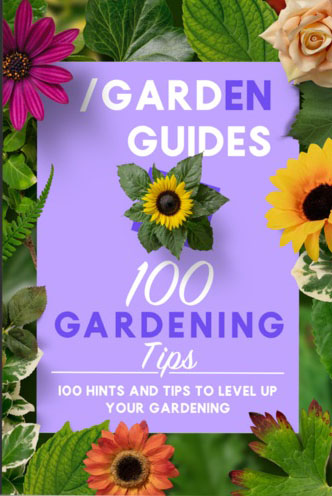 /GARDEN
GUIDES
100
GARDENING
Tips
100 HINTS AND TIPS TO LEVEL UP
YOUR GARDENING